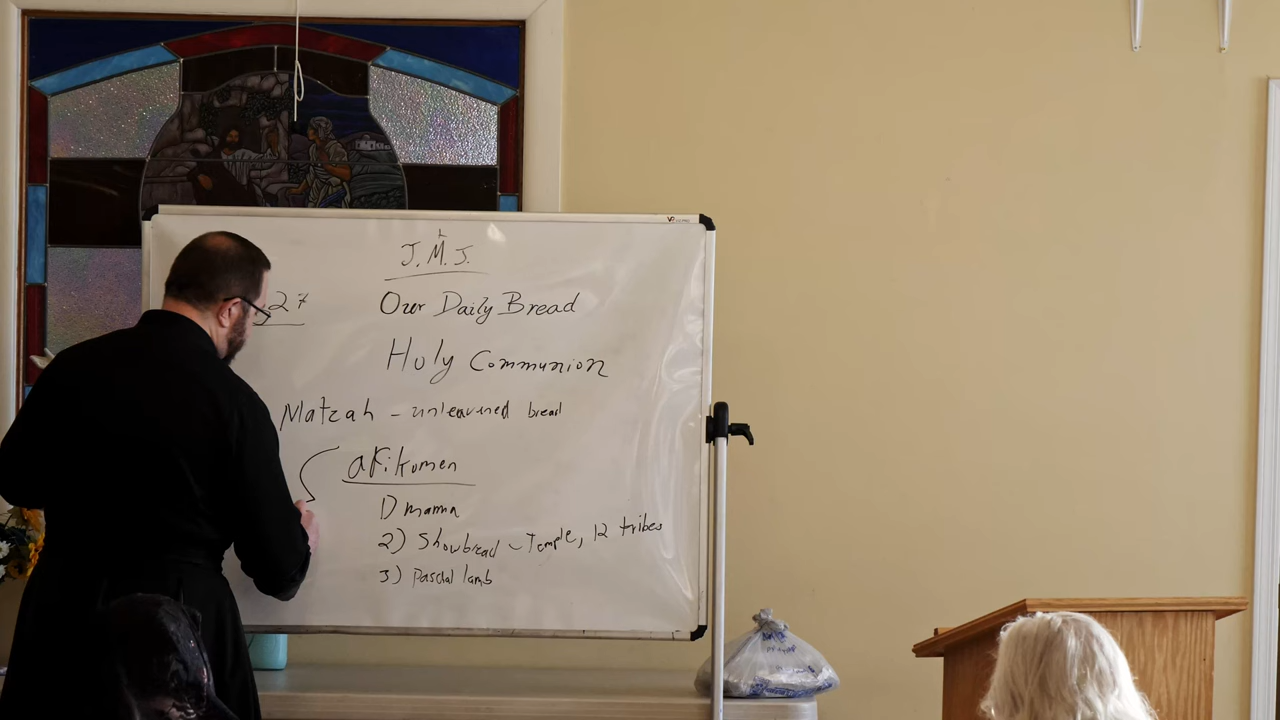 J. M. J.
27 Our Daily Bread
Holy Communion
Matzah - unleavened bread
afikomen
1) manna
2) Showbread - Temple, 12 tribes
3) Pascal lamb